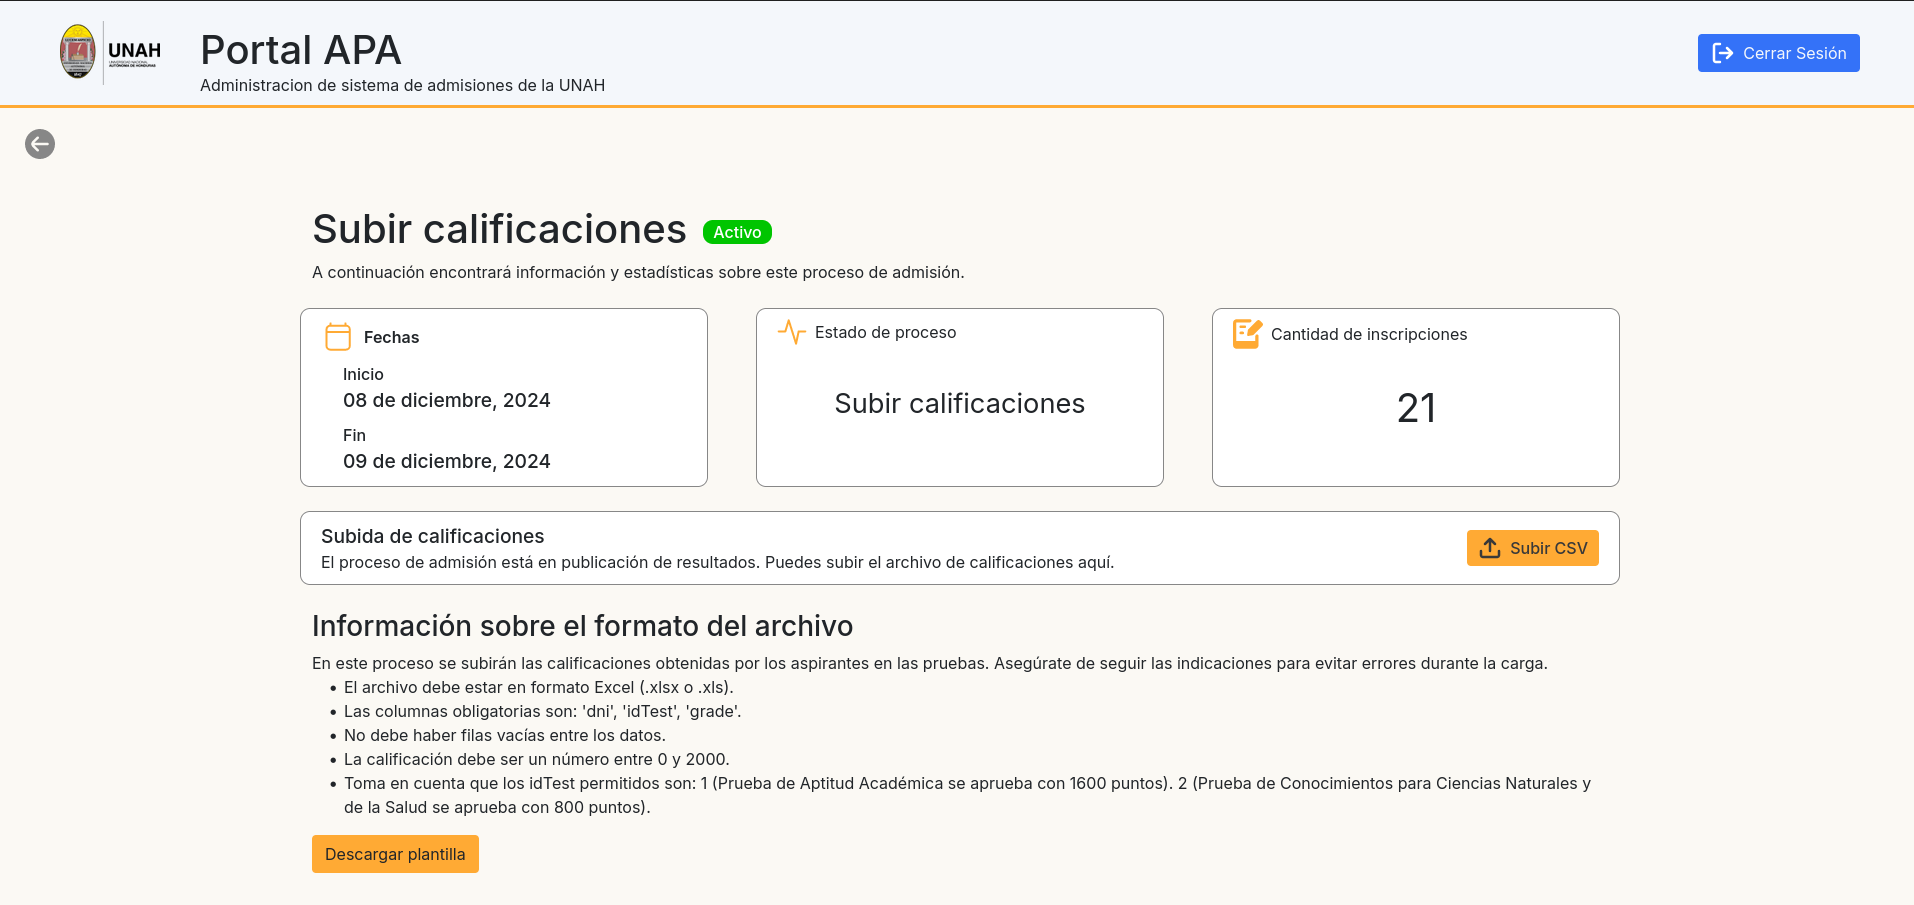 UNAH
UNIVERSIDAD NACIONAL
AUTÓNOMA DE HONDURAS
Portal APA
Administracion de sistema de admisiones de la UNAH
Cerrar Sesión
Subir calificaciones
Activo
A continuación encontrará información y estadísticas sobre este proceso de admisión.
Fechas
Inicio
08 de diciembre, 2024
Fin
09 de diciembre, 2024
Estado de proceso
Subir calificaciones
Cantidad de inscripciones
21
Subida de calificaciones
El proceso de admisión está en publicación de resultados. Puedes subir el archivo de calificaciones aquí.
Subir CSV
Información sobre el formato del archivo
En este proceso se subirán las calificaciones obtenidas por los aspirantes en las pruebas. Asegúrate de seguir las indicaciones para evitar errores durante la carga.
• El archivo debe estar en formato Excel (.xlsx o .xls).
• Las columnas obligatorias son: 'dni', 'idTest', 'grade'.
• No debe haber filas vacías entre los datos.
• La calificación debe ser un número entre 0 y 2000.
• Toma en cuenta que los idTest permitidos son: 1 (Prueba de Aptitud Académica se aprueba con 1600 puntos). 2 (Prueba de Conocimientos para Ciencias Naturales y
de la Salud se aprueba con 800 puntos).
Descargar plantilla